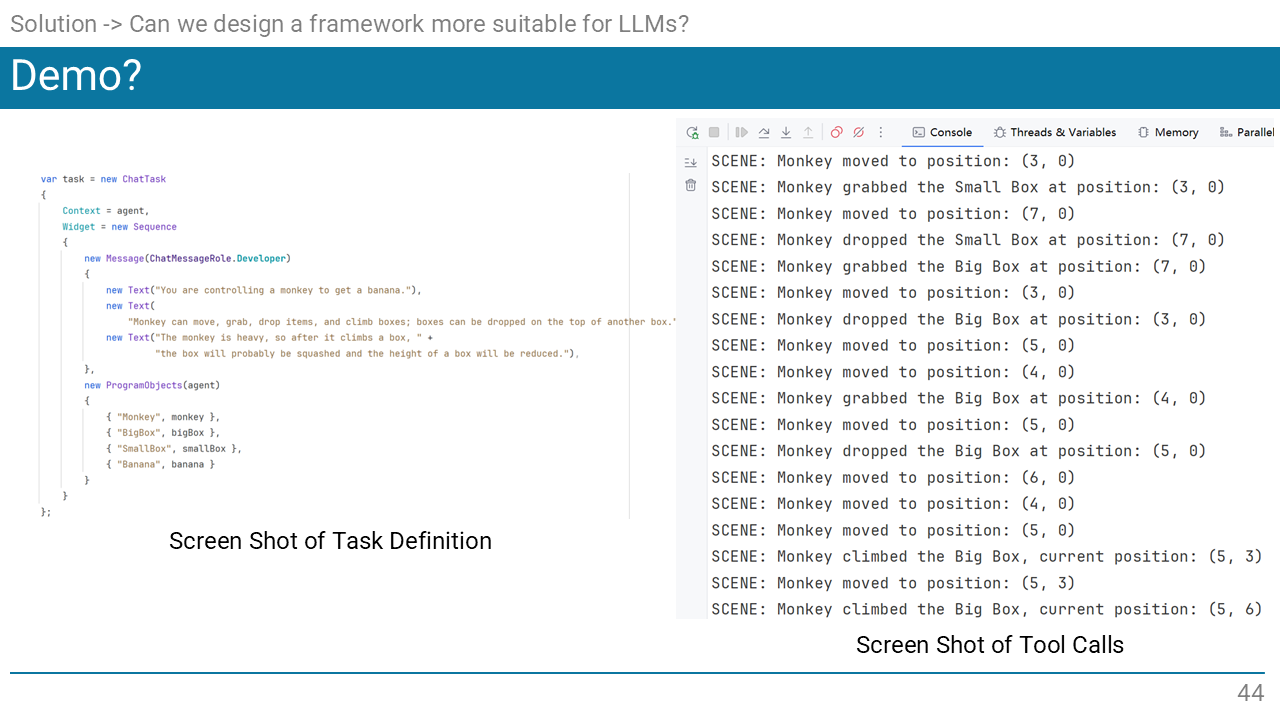 Solution -> Can we design a framework more suitable for LLMs?
Demo?
var task = new ChatTask
{
Context = agent,
Widget = new Sequence
{
new Message(ChatMessageRole.Developer)
{
new Text("You are controlling a monkey to get a banana."),
new Text(
"Monkey can move, grab, drop items, and climb boxes; boxes can be dropped on the top of another box."
new Text("The monkey is heavy, so after it climbs a box, " +
"the box will probably be squashed and the height of a box will be reduced."),
},
new ProgramObjects(agent)
{
{ "Monkey", monkey },
{ "BigBox", bigBox },
{ "SmallBox", smallBox },
{ "Banana", banana }
}
}
};
Screen Shot of Task Definition
Console
Threads & Variables
Memory
Parallel
SCENE: Monkey moved to position: (3, 0)
SCENE: Monkey grabbed the Small Box at position: (3, 0)
SCENE: Monkey moved to position: (7, 0)
SCENE: Monkey dropped the Small Box at position: (7, 0)
SCENE: Monkey grabbed the Big Box at position: (7, 0)
SCENE: Monkey moved to position: (3, 0)
SCENE: Monkey dropped the Big Box at position: (3, 0)
SCENE: Monkey moved to position: (5, 0)
SCENE: Monkey moved to position: (4, 0)
SCENE: Monkey grabbed the Big Box at position: (4, 0)
SCENE: Monkey moved to position: (5, 0)
SCENE: Monkey dropped the Big Box at position: (5, 0)
SCENE: Monkey moved to position: (6, 0)
SCENE: Monkey moved to position: (4, 0)
SCENE: Monkey moved to position: (5, 0)
SCENE: Monkey climbed the Big Box, current position: (5, 3)
SCENE: Monkey moved to position: (5, 3)
SCENE: Monkey climbed the Big Box, current position: (5, 6)
Screen Shot of Tool Calls
44